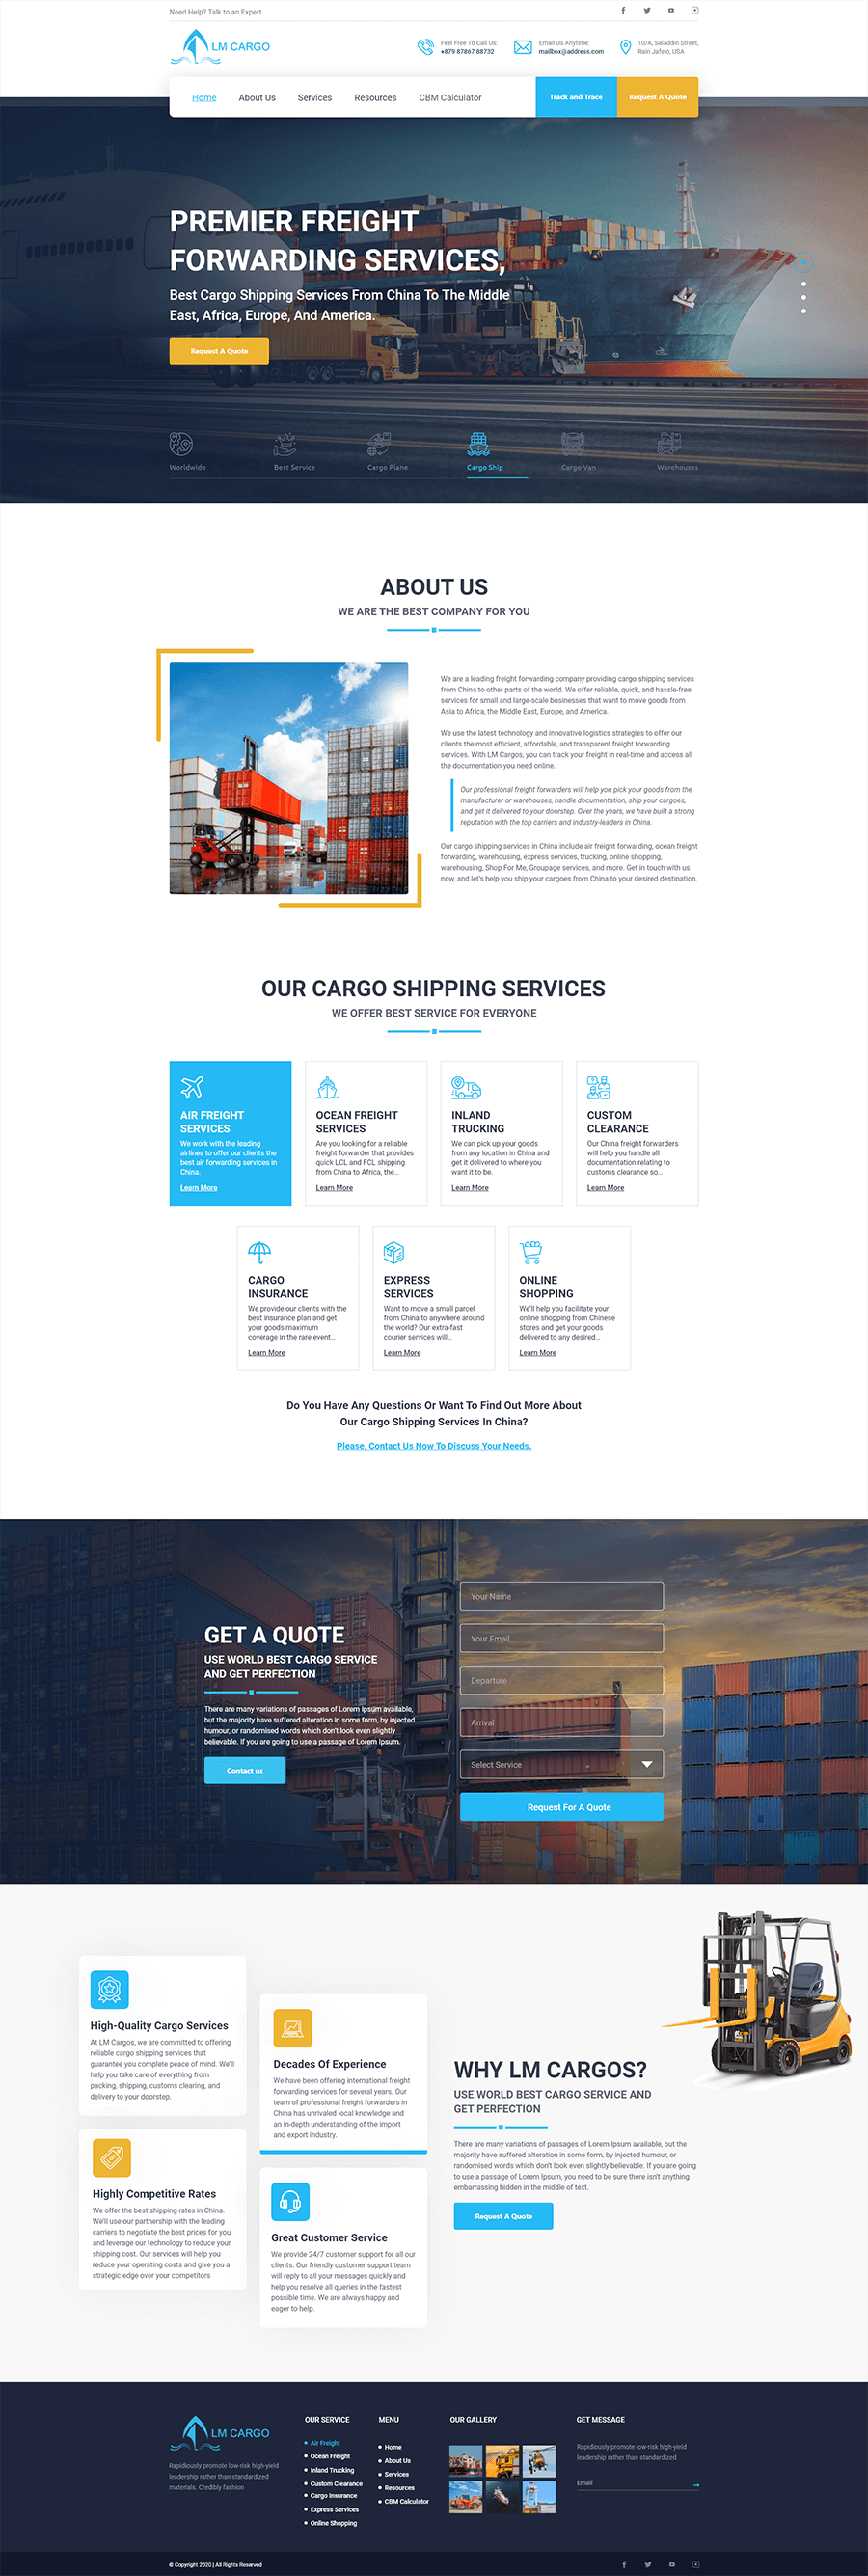 Need Help? Talk to an Expert
LM CARGO
Feel Free To Call Us:
+879 87867 88732
Email Us Anytime:
mailbox@address.com
10/A, Saladdin Street,
Rain Jafelo, USA
Home
About Us
Services
Resources
CBM Calculator
Track and Trace
Request A Quote
PREMIER FREIGHT
FORWARDING SERVICES,
Best Cargo Shipping Services From China To The Middle
East, Africa, Europe, And America.
Request A Quote
Worldwide
Best Service
Cargo Plane
Cargo Ship
Cargo Van
Warehouses
ABOUT US
WE ARE THE BEST COMPANY FOR YOU
We are a leading freight forwarding company providing cargo shipping services
from China to other parts of the world. We offer reliable, quick, and hassle-free
services for small and large-scale businesses that want to move goods from
Asia to Africa, the Middle East, Europe, and America.
We use the latest technology and innovative logistics strategies to offer our
clients the most efficient, affordable, and transparent freight forwarding
services. With LM Cargos, you can track your freight in real-time and access all
the documentation you need online.
Our professional freight forwarders will help you pick your goods from the
manufacturer or warehouses, handle documentation, ship your cargoes,
and get it delivered to your doorstep. Over the years, we have built a strong
reputation with the top carriers and industry-leaders in China.
Our cargo shipping services in China include air freight forwarding, ocean freight
forwarding, warehousing, express services, trucking, online shopping,
warehousing, Shop For Me, Groupage services, and more. Get in touch with us
now, and let's help you ship your cargoes from China to your desired destination.
OUR CARGO SHIPPING SERVICES
WE OFFER BEST SERVICE FOR EVERYONE
AIR FREIGHT
SERVICES
We work with the leading
airlines to offer our clients the
best air forwarding services in
China.
Learn More
OCEAN FREIGHT
SERVICES
Are you looking for a reliable
freight forwarder that provides
quick LCL and FCL shipping
from China to Africa, the...
Learn More
INLAND
TRUCKING
We can pick up your goods
from any location in China and
get it delivered to where you
want it to be.
Learn More
CUSTOM
CLEARANCE
Our China freight forwarders
will help you handle all
documentation relating to
customs clearance so...
Learn More
CARGO
INSURANCE
We provide our clients with the
best insurance plan and get
your goods maximum
coverage in the rare event...
Learn More
EXPRESS
SERVICES
Want to move a small parcel
from China to anywhere around
the world? Our extra-fast
courier services will...
Learn More
ONLINE
SHOPPING
We'll help you facilitate your
online shopping from Chinese
stores and get your goods
delivered to any desired...
Learn More
Do You Have Any Questions Or Want To Find Out More About
Our Cargo Shipping Services In China?
Please, Contact Us Now To Discuss Your Needs.
GET A QUOTE
USE WORLD BEST CARGO SERVICE
AND GET PERFECTION
There are many variations of passages of Lorem Ipsum available,
but the majority have suffered alteration in some form, by injected
humour, or randomised words which don't look even slightly
believable. If you are going to use a passage of Lorem Ipsum.
Contact us
Your Name
Your Email
Departure
Arrival
Select Service
Request For A Quote
High-Quality Cargo Services
At LM Cargos, we are committed to offering
reliable cargo shipping services that
guarantee you complete peace of mind. We'll
help you take care of everything from
packing, shipping, customs clearing, and
delivery to your doorstep.
Decades Of Experience
We have been offering international freight
forwarding services for several years. Our
team of professional freight forwarders in
China has unrivaled local knowledge and
an in-depth understanding of the import
and export industry.
Highly Competitive Rates
We offer the best shipping rates in China.
We'll use our partnership with the leading
carriers to negotiate the best prices for you
and leverage our technology to reduce your
shipping cost. Our services will help you
reduce your operating costs and give you a
strategic edge over your competitors
Great Customer Service
We provide 24/7 customer support for all our
clients. Our friendly customer support team
will reply to all your messages quickly and
help you resolve all queries in the fastest
possible time. We are always happy and
eager to help.
WHY LM CARGOS?
USE WORLD BEST CARGO SERVICE AND
GET PERFECTION
There are many variations of passages of Lorem Ipsum available, but the
majority have suffered alteration in some form, by injected humour, or
randomised words which don't look even slightly believable. If you are going
to use a passage of Lorem Ipsum, you need to be sure there isn't anything
embarrassing hidden in the middle of text.
Request A Quote
LM CARGO
Rapidiously promote low-risk high-yield
leadership rather than standardized
materials. Credibly fashion
OUR SERVICE
Air Freight
Ocean Freight
Inland Trucking
Custom Clearance
Cargo Insurance
Express Services
Online Shopping
MENU
Home
About Us
Services
Resources
CBM Calculator
OUR GALLERY
GET MESSAGE
Rapidiously promote low-risk high-yield
leadership rather than standardized
Email
© Copyright 2020 | All Rights Reserved